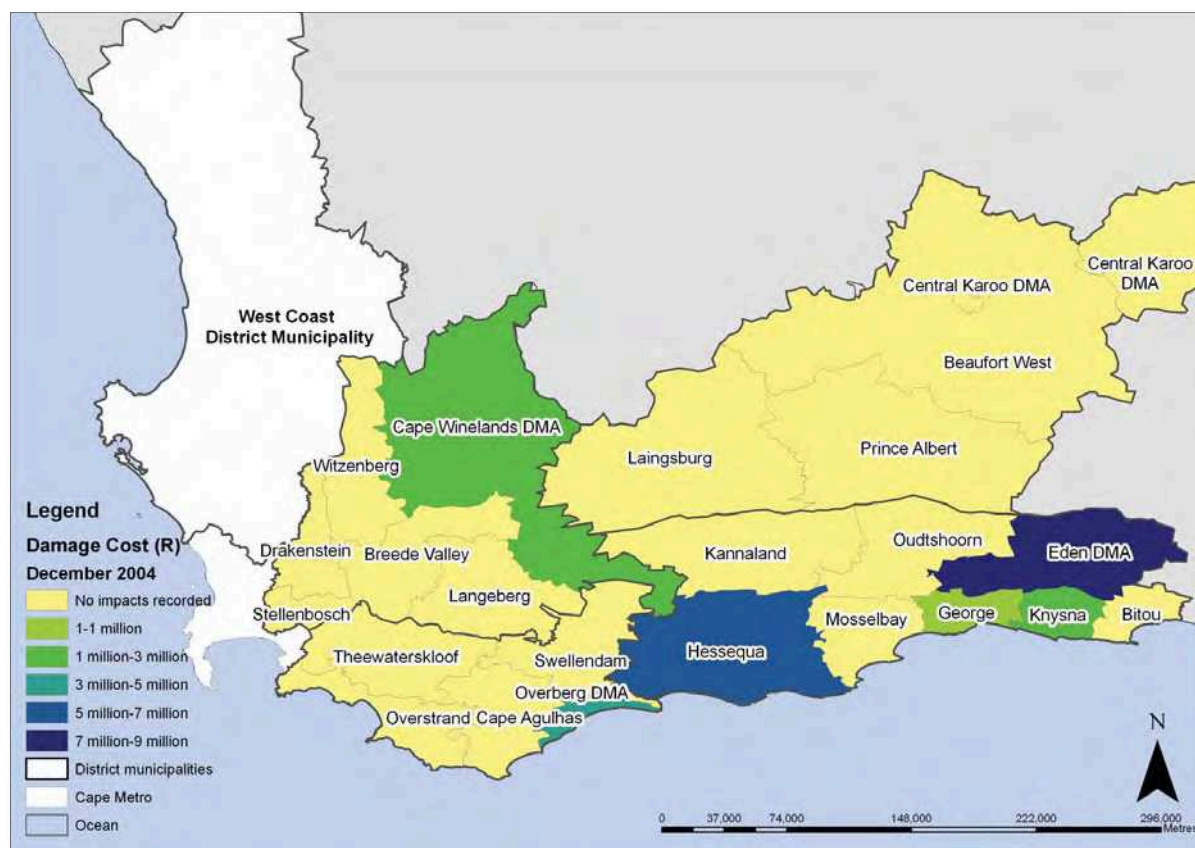 Central Karoo
DMA
Central Karoo DMA
West Coast
District Municipality
Beaufort West
Cape Winelands DMA
Prince Albert
Laingsburg
Witzenberg
Legend
Damage Cost (R)
December 2004
No impacts recorded
1-1 million
1 million-3 million
3 million-5 million
5 million-7 million
7 million-9 million
District municipalities
Cape Metro
Ocean
Drakenstein
Breede Valley
Kannaland
Oudtshoorn
Eden DMA
Langeberg
Stellenbosch
Mosselbay
George
Knysna
Bitou
Theewaterskloof
Swellendam
Hessequa
Overberg DMA
Overstrand
Cape Agulhas
N
0 37,000 74,000 148,000 222,000 296,000
Metres